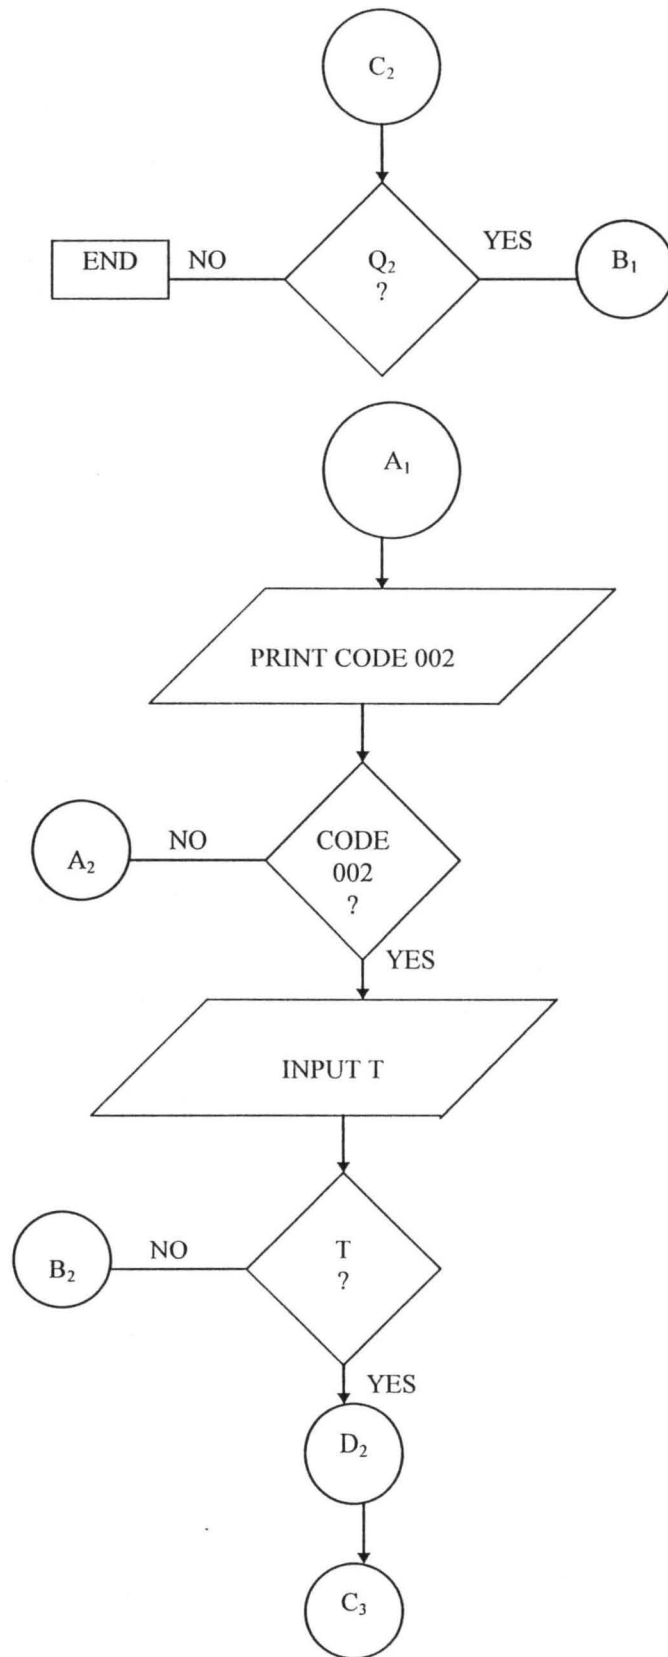 C₂
END
NO
Q₂
?
YES
B₁
A₁
PRINT CODE 002
A₂
NO
CODE
002
?
YES
INPUT T
B₂
NO
T
?
YES
D₂
C₃